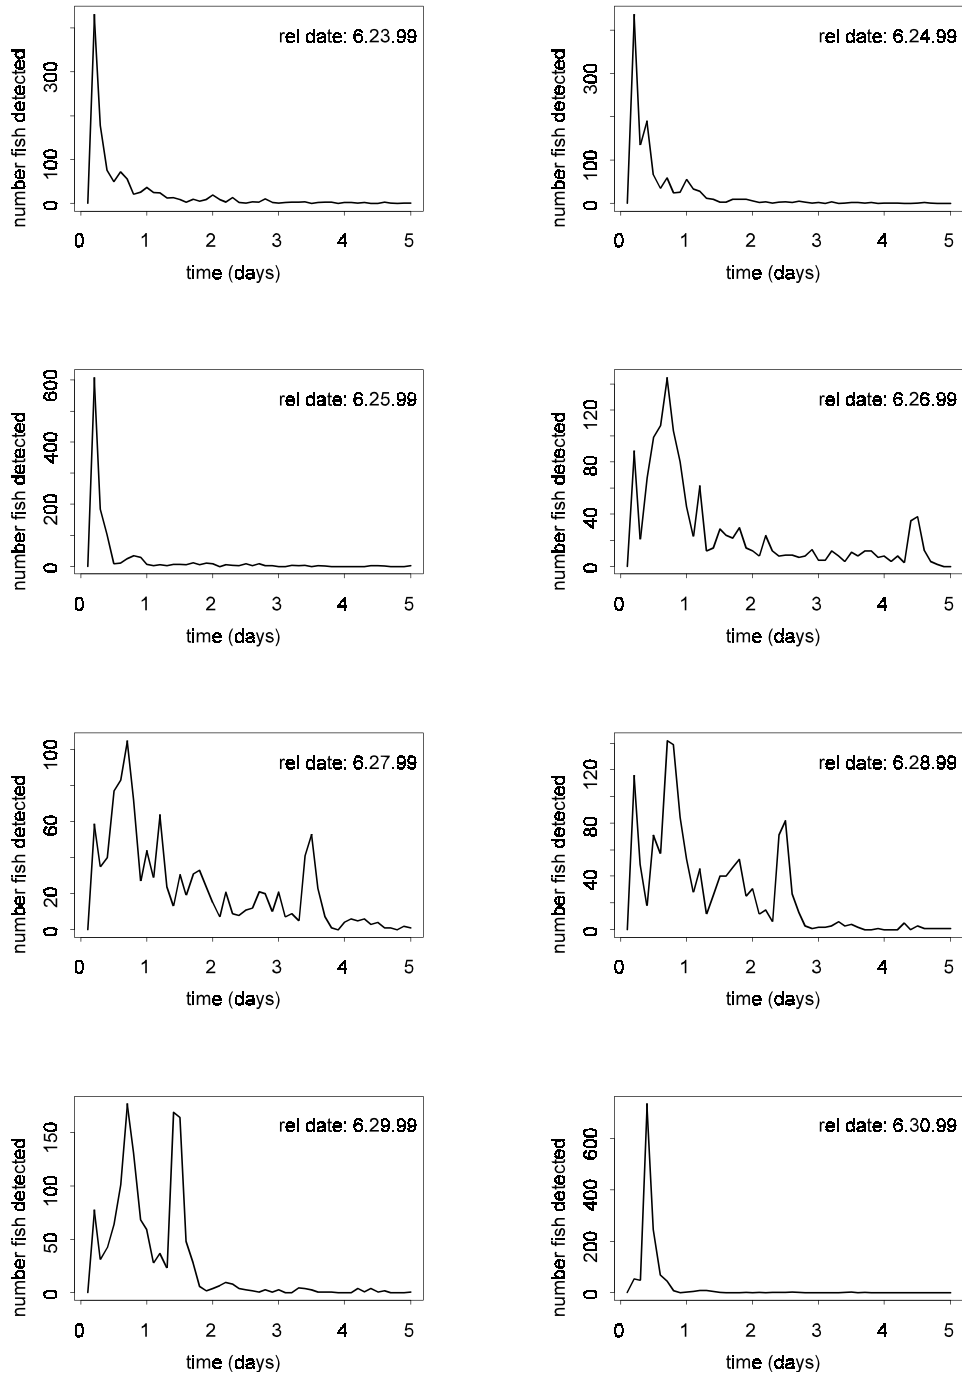 rel date: 6.23.99
number fish detected
0 100 300
0 1 2 3 4 5
time (days)
rel date: 6.24.99
number fish detected
0 100 300
0 1 2 3 4 5
time (days)
rel date: 6.25.99
number fish detected
0 200 400 600
0 1 2 3 4 5
time (days)
rel date: 6.26.99
number fish detected
0 40 80 120
0 1 2 3 4 5
time (days)
rel date: 6.27.99
number fish detected
0 20 60 100
0 1 2 3 4 5
time (days)
rel date: 6.28.99
number fish detected
0 40 80 120
0 1 2 3 4 5
time (days)
rel date: 6.29.99
number fish detected
0 50 100 150
0 1 2 3 4 5
time (days)
rel date: 6.30.99
number fish detected
0 200 400 600
0 1 2 3 4 5
time (days)